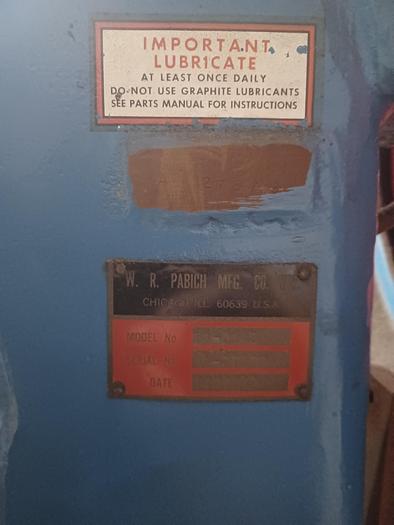 IMPORTANT
LUBRICATE
AT LEAST ONCE DAILY
DO NOT USE GRAPHITE LUBRICANTS
SEE PARTS MANUAL FOR INSTRUCTIONS
W. R. PABICH MFG. CO.
CHICAGO, ILL. 60639 U.S.A.
MODEL No
SERIAL No
DATE